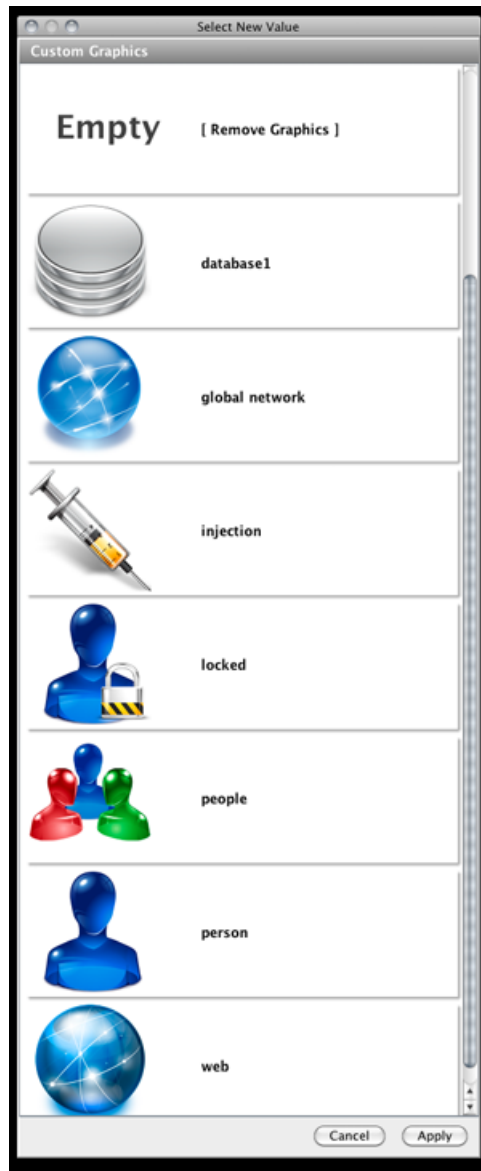 Select New Value
Custom Graphics
Empty
[ Remove Graphics ]
database1
global network
injection
locked
people
person
web
Cancel
Apply